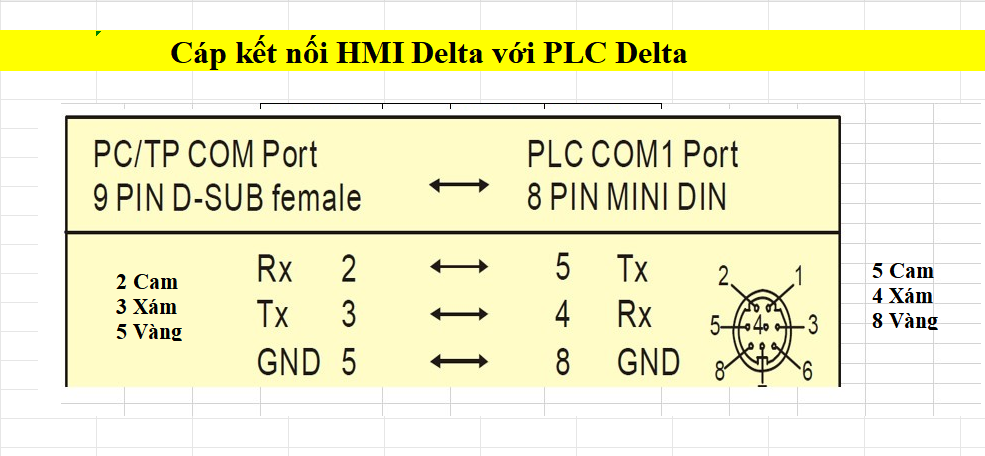 Cáp kết nối HMI Delta với PLC Delta
PC/TP COM Port
9 PIN D-SUB female
PLC COM1 Port
8 PIN MINI DIN
2 Cam
3 Xám
5 Vàng
Rx 2 5 Tx
Tx 3 4 Rx
GND 5 8 GND
2 1
5 4 3
8 6
5 Cam
4 Xám
8 Vàng